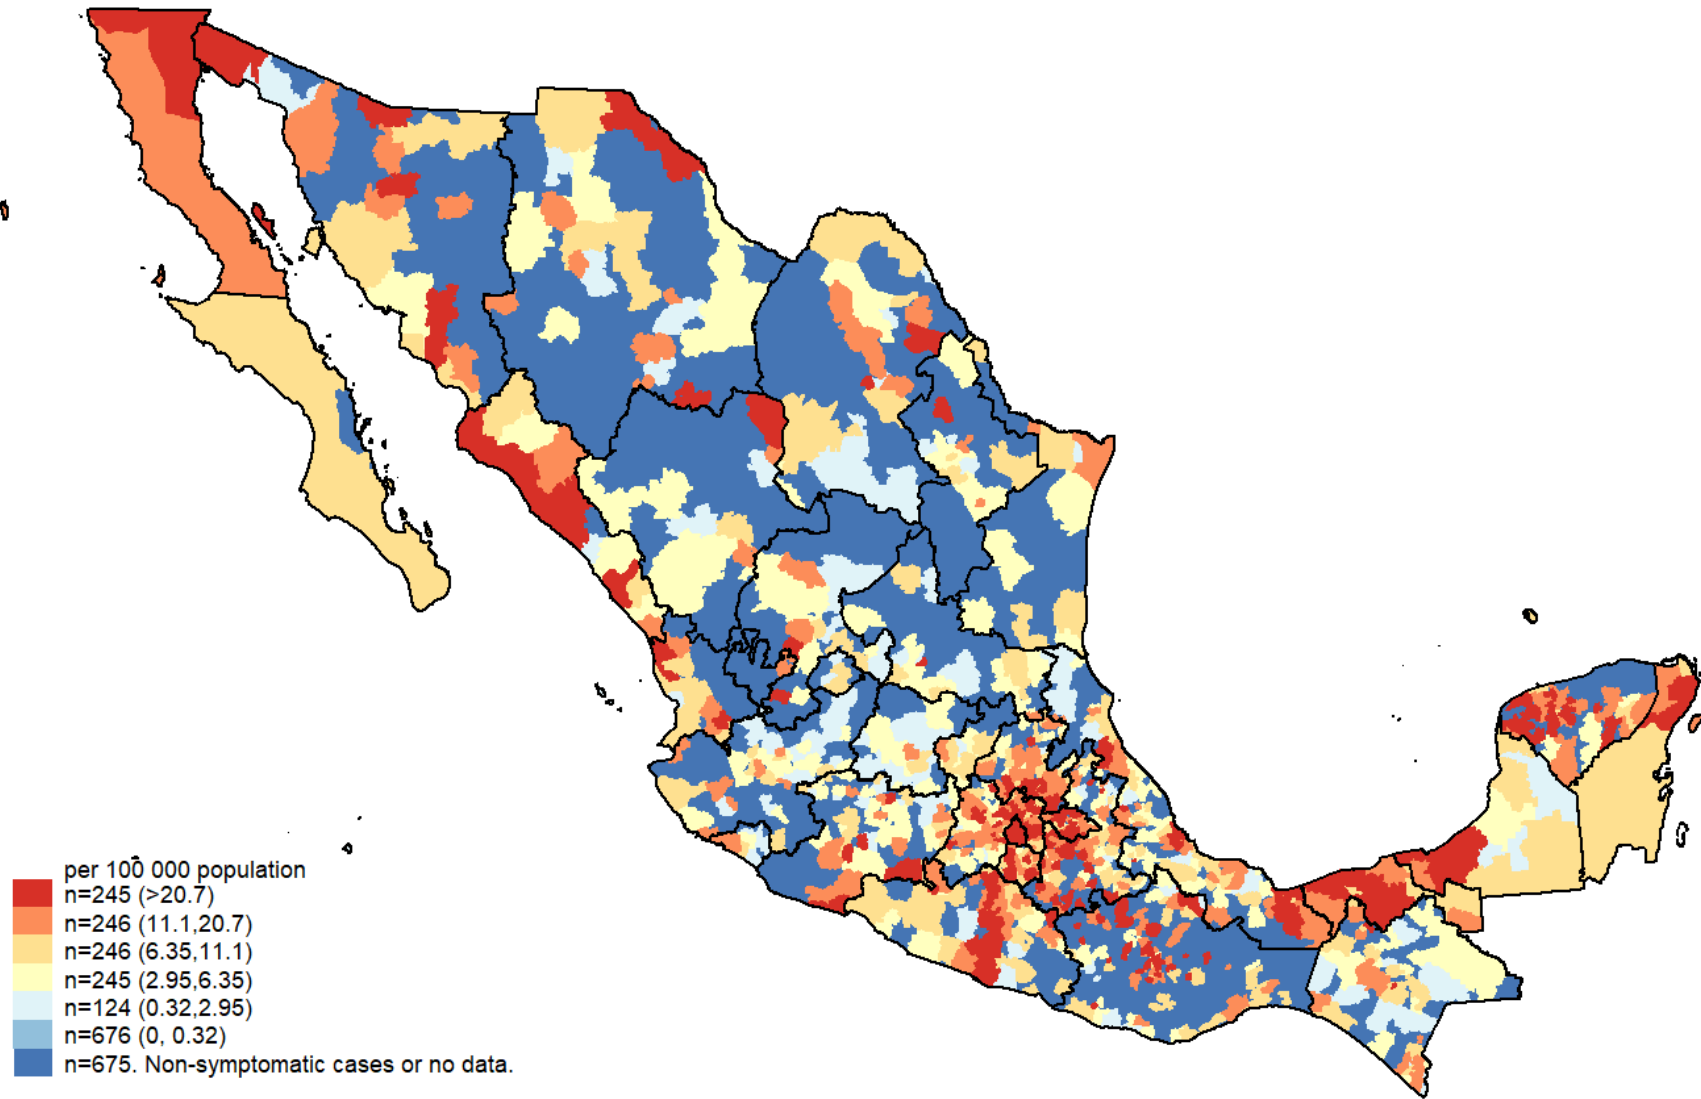 per 100 000 population
n=245 (>20.7)
n=246 (11.1,20.7)
n=246 (6.35,11.1)
n=245 (2.95,6.35)
n=124 (0.32,2.95)
n=676 (0, 0.32)
n=675. Non-symptomatic cases or no data.